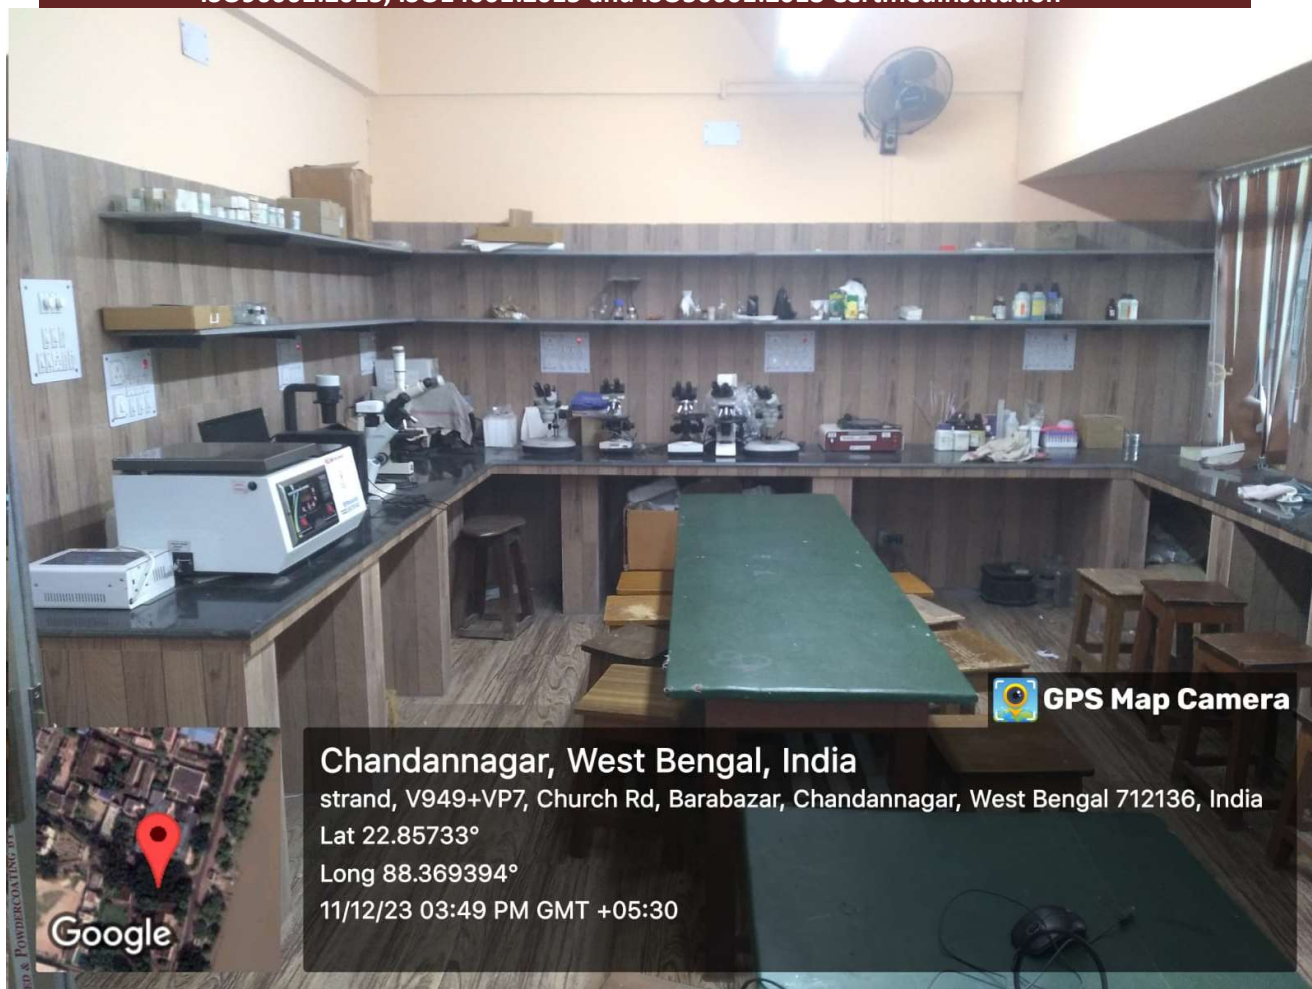 GPS Map Camera
Chandannagar, West Bengal, India
strand, V949+VP7, Church Rd, Barabazar, Chandannagar, West Bengal 712136, India
Lat 22.85733°
Long 88.369394°
11/12/23 03:49 PM GMT +05:30
Google